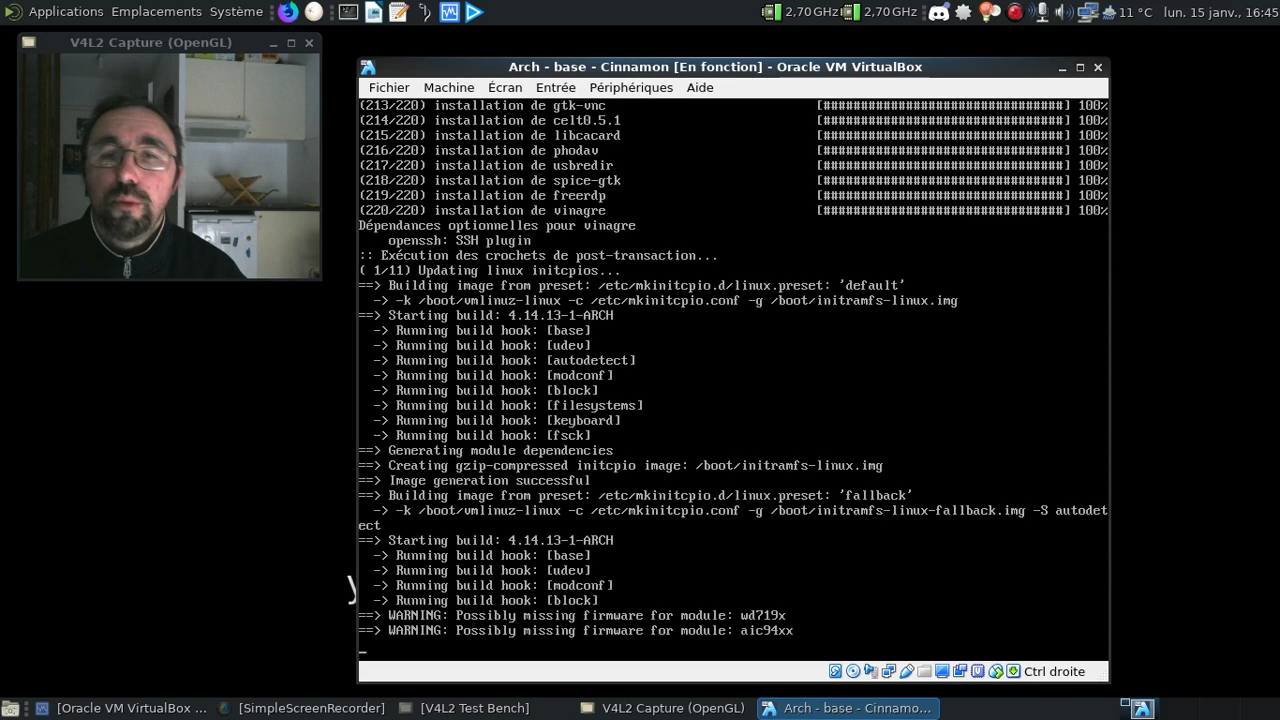 Applications Emplacements Système
2,70 GHz 2,70 GHz 11 °C lun. 15 janv., 16:45
V4L2 Capture (OpenGL)
Arch - base - Cinnamon [En fonction] - Oracle VM VirtualBox
Fichier Machine Écran Entrée Périphériques Aide
(213/220) installation de gtk-vnc [################################] 100%
(214/220) installation de celt0.5.1 [################################] 100%
(215/220) installation de libcacard [################################] 100%
(216/220) installation de phodav [################################] 100%
(217/220) installation de usbredir [################################] 100%
(218/220) installation de spice-gtk [################################] 100%
(219/220) installation de freerdp [################################] 100%
(220/220) installation de vinagre [################################] 100%
Dépendances optionnelles pour vinagre
openssh: SSH plugin
:: Exécution des crochets de post-transaction...
( 1/11) Updating linux initcpios...
==> Building image from preset: /etc/mkinitcpio.d/linux.preset: 'default'
-> -k /boot/vmlinuz-linux -c /etc/mkinitcpio.conf -g /boot/initramfs-linux.img
==> Starting build: 4.14.13-1-ARCH
-> Running build hook: [base]
-> Running build hook: [udev]
-> Running build hook: [autodetect]
-> Running build hook: [modconf]
-> Running build hook: [block]
-> Running build hook: [filesystems]
-> Running build hook: [keyboard]
-> Running build hook: [fsck]
==> Generating module dependencies
==> Creating gzip-compressed initcpio image: /boot/initramfs-linux.img
==> Image generation successful
==> Building image from preset: /etc/mkinitcpio.d/linux.preset: 'fallback'
-> -k /boot/vmlinuz-linux -c /etc/mkinitcpio.conf -g /boot/initramfs-linux-fallback.img -S autodet
ect
==> Starting build: 4.14.13-1-ARCH
-> Running build hook: [base]
-> Running build hook: [udev]
-> Running build hook: [modconf]
-> Running build hook: [block]
==> WARNING: Possibly missing firmware for module: wd719x
==> WARNING: Possibly missing firmware for module: aic94xx
_
Ctrl droite
[Oracle VM VirtualBox ... [SimpleScreenRecorder] [V4L2 Test Bench] V4L2 Capture (OpenGL) Arch - base - Cinnamo...